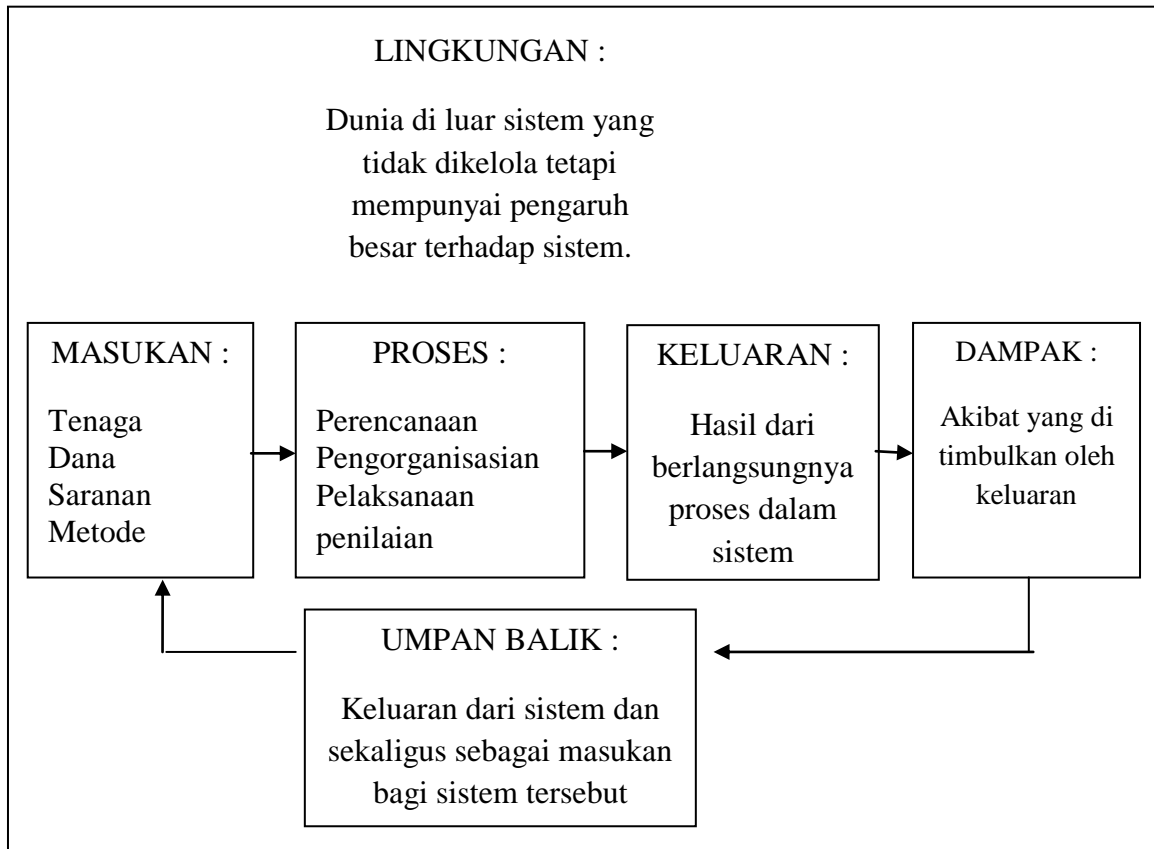 LINGKUNGAN :
Dunia di luar sistem yang
tidak dikelola tetapi
mempunyai pengaruh
besar terhadap sistem.
MASUKAN :
Tenaga
Dana
Saranan
Metode
PROSES :
Perencanaan
Pengorganisasian
Pelaksanaan
penilaian
KELUARAN :
Hasil dari
berlangsungnya
proses dalam
sistem
DAMPAK :
Akibat yang di
timbulkan oleh
keluaran
UMPAN BALIK :
Keluaran dari sistem dan
sekaligus sebagai masukan
bagi sistem tersebut